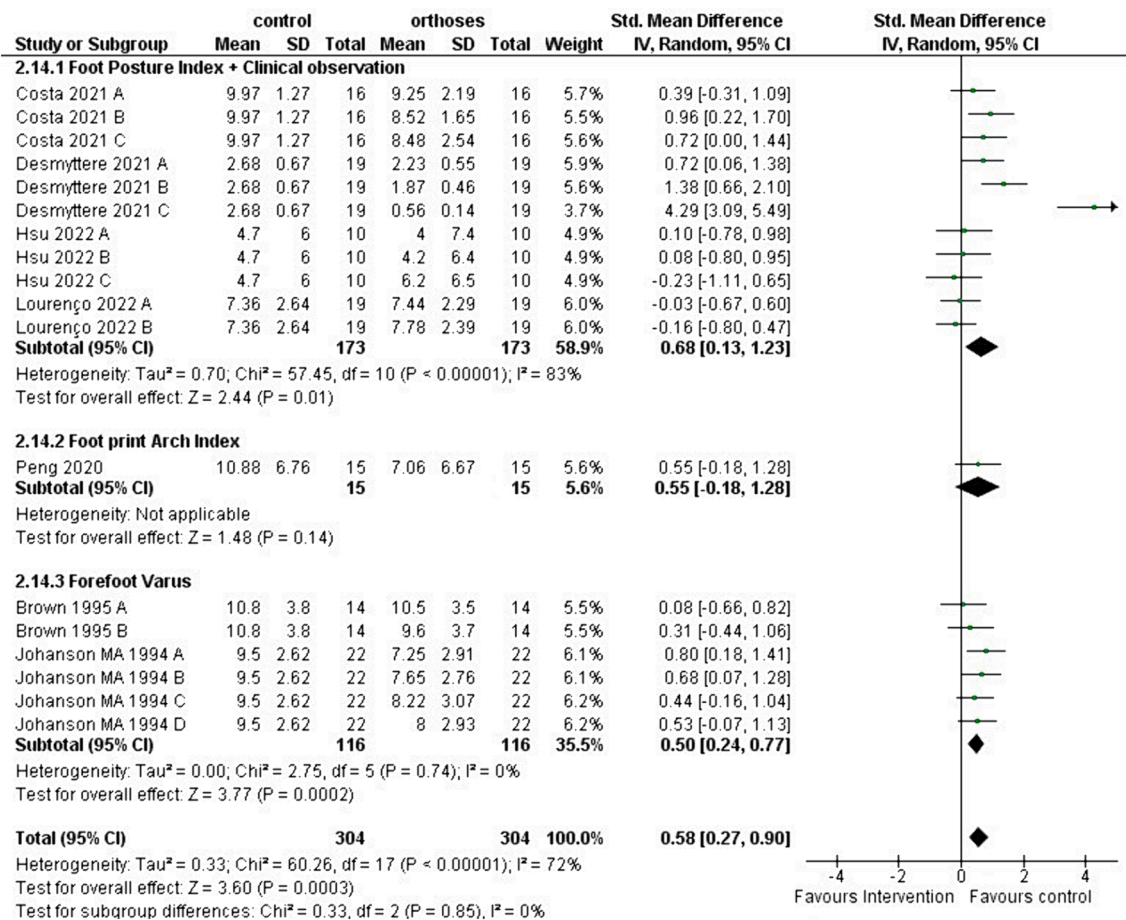 control orthoses Std. Mean Difference Std. Mean Difference
Study or Subgroup Mean SD Total Mean SD Total Weight IV, Random, 95% CI IV, Random, 95% CI
2.14.1 Foot Posture Index + Clinical observation
Costa 2021 A 9.97 1.27 16 9.25 2.19 16 5.7% 0.39 [-0.31, 1.09]
Costa 2021 B 9.97 1.27 16 8.52 1.65 16 5.5% 0.96 [0.22, 1.70]
Costa 2021 C 9.97 1.27 16 8.48 2.54 16 5.6% 0.72 [0.00, 1.44]
Desmyttere 2021 A 2.68 0.67 19 2.23 0.55 19 5.9% 0.72 [0.06, 1.38]
Desmyttere 2021 B 2.68 0.67 19 1.87 0.46 19 5.6% 1.38 [0.66, 2.10]
Desmyttere 2021 C 2.68 0.67 19 0.56 0.14 19 3.7% 4.29 [3.09, 5.49]
Hsu 2022 A 4.7 6 10 4 7.4 10 4.9% 0.10 [-0.78, 0.98]
Hsu 2022 B 4.7 6 10 4.2 6.4 10 4.9% 0.08 [-0.80, 0.95]
Hsu 2022 C 4.7 6 10 6.2 6.5 10 4.9% -0.23 [-1.11, 0.65]
Lourenço 2022 A 7.36 2.64 19 7.44 2.29 19 6.0% -0.03 [-0.67, 0.60]
Lourenço 2022 B 7.36 2.64 19 7.78 2.39 19 6.0% -0.16 [-0.80, 0.47]
Subtotal (95% CI) 173 173 58.9% 0.68 [0.13, 1.23]
Heterogeneity: Tau² = 0.70; Chi² = 57.45, df = 10 (P < 0.00001); I² = 83%
Test for overall effect: Z = 2.44 (P = 0.01)
2.14.2 Foot print Arch Index
Peng 2020 10.88 6.76 15 7.06 6.67 15 5.6% 0.55 [-0.18, 1.28]
Subtotal (95% CI) 15 15 5.6% 0.55 [-0.18, 1.28]
Heterogeneity: Not applicable
Test for overall effect: Z = 1.48 (P = 0.14)
2.14.3 Forefoot Varus
Brown 1995 A 10.8 3.8 14 10.5 3.5 14 5.5% 0.08 [-0.66, 0.82]
Brown 1995 B 10.8 3.8 14 9.6 3.7 14 5.5% 0.31 [-0.44, 1.06]
Johanson MA 1994 A 9.5 2.62 22 7.25 2.91 22 6.1% 0.80 [0.18, 1.41]
Johanson MA 1994 B 9.5 2.62 22 7.65 2.76 22 6.1% 0.68 [0.07, 1.28]
Johanson MA 1994 C 9.5 2.62 22 8.22 3.07 22 6.2% 0.44 [-0.16, 1.04]
Johanson MA 1994 D 9.5 2.62 22 8 2.93 22 6.2% 0.53 [-0.07, 1.13]
Subtotal (95% CI) 116 116 35.5% 0.50 [0.24, 0.77]
Heterogeneity: Tau² = 0.00; Chi² = 2.75, df = 5 (P = 0.74); I² = 0%
Test for overall effect: Z = 3.77 (P = 0.0002)
Total (95% CI) 304 304 100.0% 0.58 [0.27, 0.90]
Heterogeneity: Tau² = 0.33; Chi² = 60.26, df = 17 (P < 0.00001); I² = 72%
Test for overall effect: Z = 3.60 (P = 0.0003)
Test for subgroup differences: Chi² = 0.33, df = 2 (P = 0.85), I² = 0%
-4 -2 0 2 4
Favours Intervention Favours control